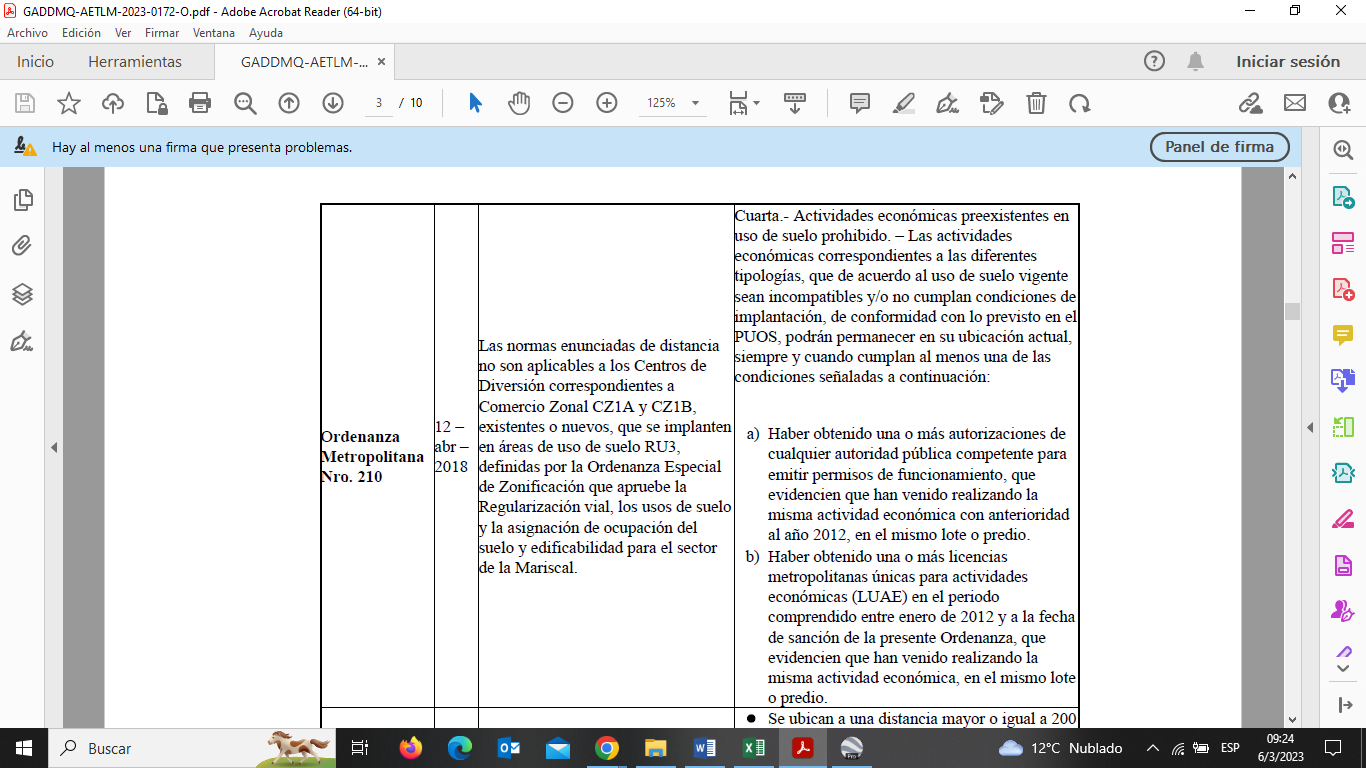 GADDMQ-AETLM-2023-0172-O.pdf - Adobe Acrobat Reader (64-bit)
Archivo Edición Ver Firmar Ventana Ayuda
Inicio Herramientas GADDMQ-AETLM-... × Iniciar sesión
3 / 10 125%
Hay al menos una firma que presenta problemas. Panel de firma
Ordenanza
Metropolitana
Nro. 210
12 –
abr –
2018
Las normas enunciadas de distancia
no son aplicables a los Centros de
Diversión correspondientes a
Comercio Zonal CZ1A y CZ1B,
existentes o nuevos, que se implanten
en áreas de uso de suelo RU3,
definidas por la Ordenanza Especial
de Zonificación que apruebe la
Regularización vial, los usos de suelo
y la asignación de ocupación del
suelo y edificabilidad para el sector
de la Mariscal.
Cuarta.- Actividades económicas preexistentes en
uso de suelo prohibido. – Las actividades
económicas correspondientes a las diferentes
tipologías, que de acuerdo al uso de suelo vigente
sean incompatibles y/o no cumplan condiciones de
implantación, de conformidad con lo previsto en el
PUOS, podrán permanecer en su ubicación actual,
siempre y cuando cumplan al menos una de las
condiciones señaladas a continuación:
a) Haber obtenido una o más autorizaciones de
cualquier autoridad pública competente para
emitir permisos de funcionamiento, que
evidencien que han venido realizando la
misma actividad económica con anterioridad
al año 2012, en el mismo lote o predio.
b) Haber obtenido una o más licencias
metropolitanas únicas para actividades
económicas (LUAE) en el periodo
comprendido entre enero de 2012 y a la fecha
de sanción de la presente Ordenanza, que
evidencien que han venido realizando la
misma actividad económica, en el mismo lote
o predio.
● Se ubican a una distancia mayor o igual a 200
Buscar
12°C Nublado ESP 09:24
6/3/2023